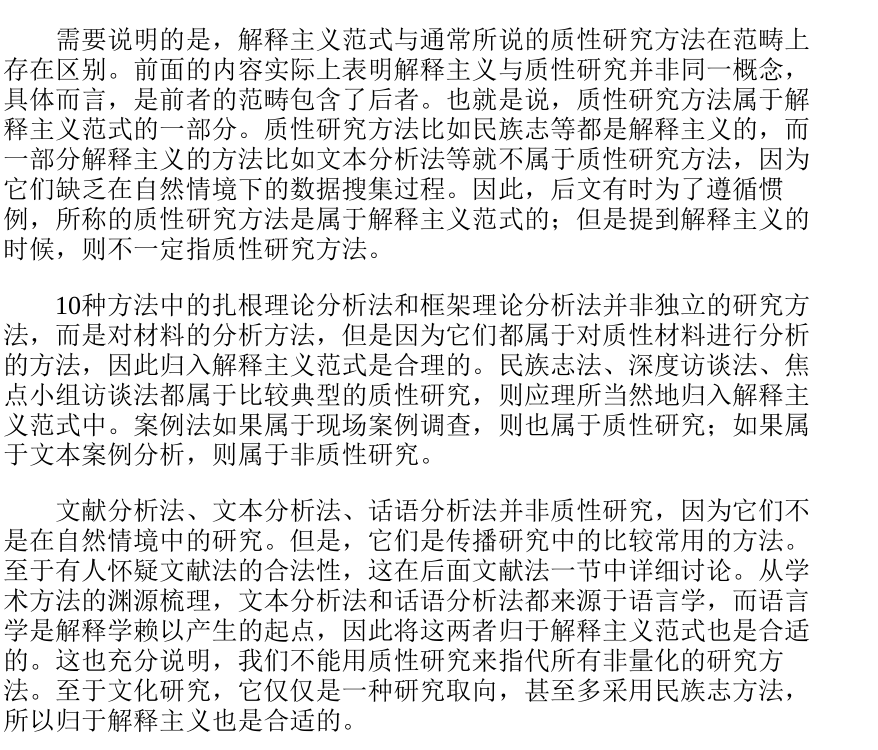 需要说明的是，解释主义范式与通常所说的质性研究方法在范畴上
存在区别。前面的内容实际上表明解释主义与质性研究并非同一概念，
具体而言，是前者的范畴包含了后者。也就是说，质性研究方法属于解
释主义范式的一部分。质性研究方法比如民族志等都是解释主义的，而
一部分解释主义的方法比如文本分析法等就不属于质性研究方法，因为
它们缺乏在自然情境下的数据搜集过程。因此，后文有时为了遵循惯
例，所称的质性研究方法是属于解释主义范式的；但是提到解释主义的
时候，则不一定指质性研究方法。
10种方法中的扎根理论分析法和框架理论分析法并非独立的研究方
法，而是对材料的分析方法，但是因为它们都属于对质性材料进行分析
的方法，因此归入解释主义范式是合理的。民族志法、深度访谈法、焦
点小组访谈法都属于比较典型的质性研究，则应理所当然地归入解释主
义范式中。案例法如果属于现场案例调查，则也属于质性研究；如果属
于文本案例分析，则属于非质性研究。
文献分析法、文本分析法、话语分析法并非质性研究，因为它们不
是在自然情境中的研究。但是，它们是传播研究中的比较常用的方法。
至于有人怀疑文献法的合法性，这在后面文献法一节中详细讨论。从学
术方法的渊源梳理，文本分析法和话语分析法都来源于语言学，而语言
学是解释学赖以产生的起点，因此将这两者归于解释主义范式也是合适
的。这也充分说明，我们不能用质性研究来指代所有非量化的研究方
法。至于文化研究，它仅仅是一种研究取向，甚至多采用民族志方法，
所以归于解释主义也是合适的。